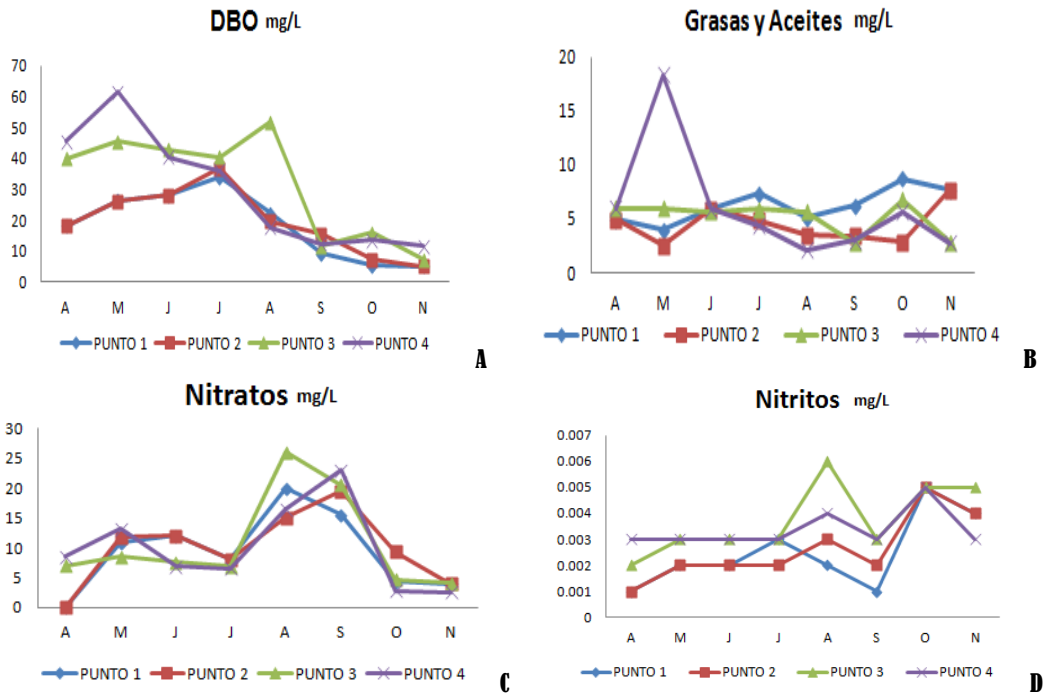 DBO mg/L
70
60
50
40
30
20
10
0
A M J J A S O N
PUNTO 1 PUNTO 2 PUNTO 3 PUNTO 4
A
Grasas y Aceites mg/L
20
15
10
5
0
A M J J A S O N
PUNTO 1 PUNTO 2 PUNTO 3 PUNTO 4
B
Nitratos mg/L
30
25
20
15
10
5
0
A M J J A S O N
PUNTO 1 PUNTO 2 PUNTO 3 PUNTO 4
C
Nitritos mg/L
0.007
0.006
0.005
0.004
0.003
0.002
0.001
0
A M J J A S O N
PUNTO 1 PUNTO 2 PUNTO 3 PUNTO 4
D